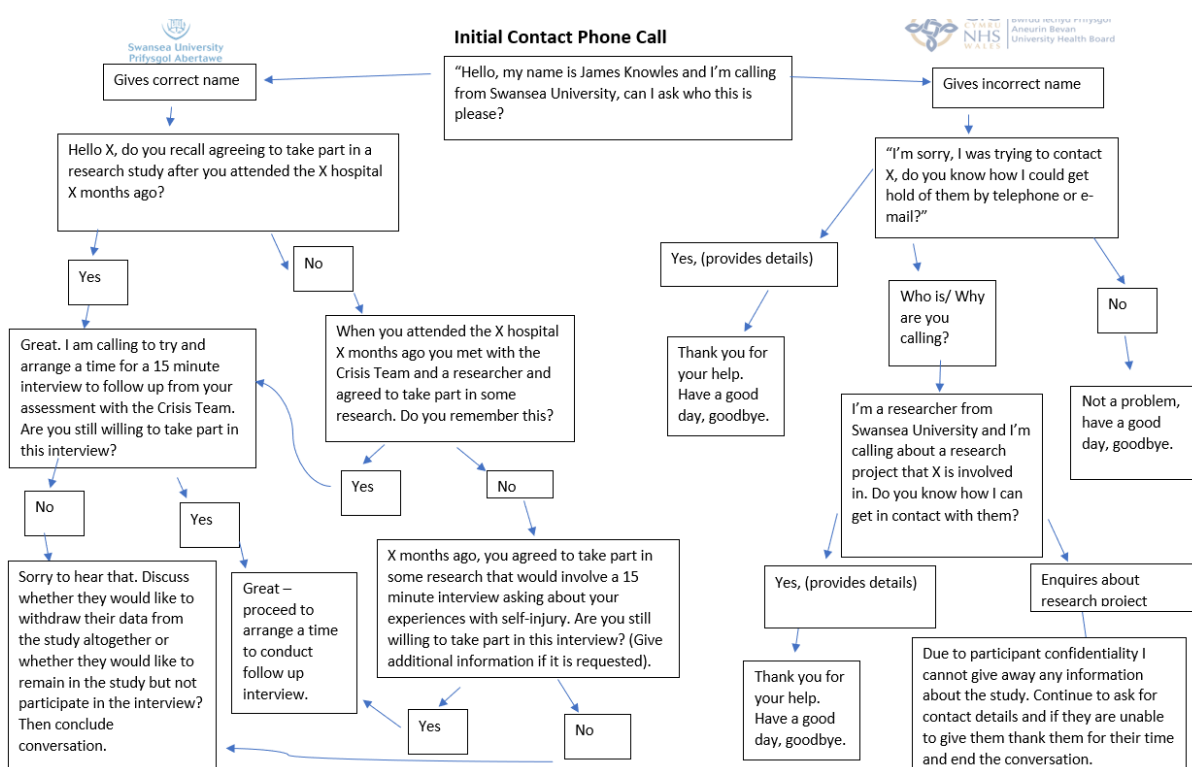 Swansea University
Prifysgol Abertawe
Initial Contact Phone Call
CYMRU
NHS
WALES
Bwrdd Iechyd Prifysgol
Aneurin Bevan
University Health Board
Gives correct name
“Hello, my name is James Knowles and I’m calling
from Swansea University, can I ask who this is
please?
Gives incorrect name
Hello X, do you recall agreeing to take part in a
research study after you attended the X hospital
X months ago?
“I’m sorry, I was trying to contact
X, do you know how I could get
hold of them by telephone or e-
mail?”
Yes
No
Yes, (provides details)
Who is/ Why
are you
calling?
No
Great. I am calling to try and
arrange a time for a 15 minute
interview to follow up from your
assessment with the Crisis Team.
Are you still willing to take part in
this interview?
When you attended the X hospital
X months ago you met with the
Crisis Team and a researcher and
agreed to take part in some
research. Do you remember this?
Thank you for
your help.
Have a good
day, goodbye.
I’m a researcher from
Swansea University and I’m
calling about a research
project that X is involved
in. Do you know how I can
get in contact with them?
Not a problem,
have a good
day, goodbye.
No
Yes
Yes
No
Sorry to hear that. Discuss
whether they would like to
withdraw their data from
the study altogether or
whether they would like to
remain in the study but not
participate in the interview?
Then conclude
conversation.
Great –
proceed to
arrange a time
to conduct
follow up
interview.
X months ago, you agreed to take part in
some research that would involve a 15
minute interview asking about your
experiences with self-injury. Are you still
willing to take part in this interview? (Give
additional information if it is requested).
Yes
No
Yes, (provides details)
Enquires about
research project
Thank you for
your help.
Have a good
day, goodbye.
Due to participant confidentiality I
cannot give away any information
about the study. Continue to ask for
contact details and if they are unable
to give them thank them for their time
and end the conversation.